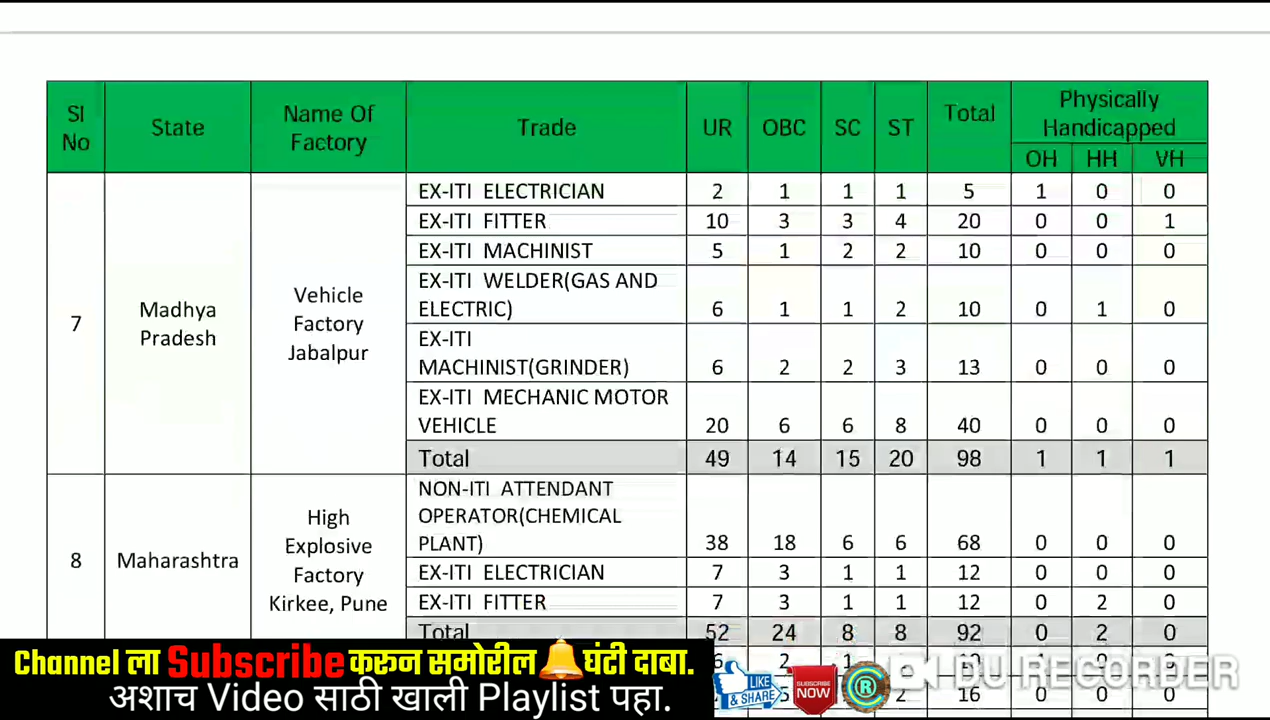 Sl No | State | Name Of Factory | Trade | UR | OBC | SC | ST | Total | Physically Handicapped
OH | HH | VH
7 | Madhya Pradesh | Vehicle Factory Jabalpur
EX-ITI ELECTRICIAN 2 1 1 1 5 1 0 0
EX-ITI FITTER 10 3 3 4 20 0 0 1
EX-ITI MACHINIST 5 1 2 2 10 0 0 0
EX-ITI WELDER(GAS AND
ELECTRIC) 6 1 1 2 10 0 1 0
EX-ITI
MACHINIST(GRINDER) 6 2 2 3 13 0 0 0
EX-ITI MECHANIC MOTOR
VEHICLE 20 6 6 8 40 0 0 0
Total 49 14 15 20 98 1 1 1
8 | Maharashtra | High Explosive Factory Kirkee, Pune
NON-ITI ATTENDANT
OPERATOR(CHEMICAL
PLANT) 38 18 6 6 68 0 0 0
EX-ITI ELECTRICIAN 7 3 1 1 12 0 0 0
EX-ITI FITTER 7 3 1 1 12 0 2 0
Total 52 24 8 8 92 0 2 0
2 16 0 0 0
Channel ला Subscribe करून समोरील घंटी दाबा.
अशाच Video साठी खाली Playlist पहा.
LIKE & SHARE
SUBSCRIBE NOW
DU RECORDER